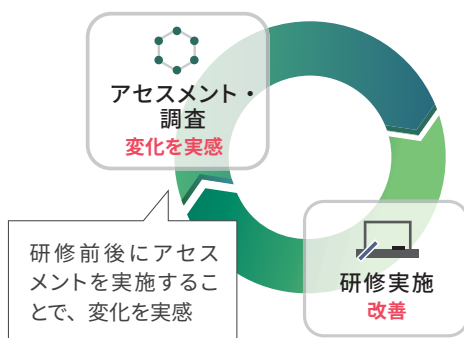 アセスメント・
調査
変化を実感
研修前後にアセス
メントを実施するこ
とで、変化を実感
研修実施
改善